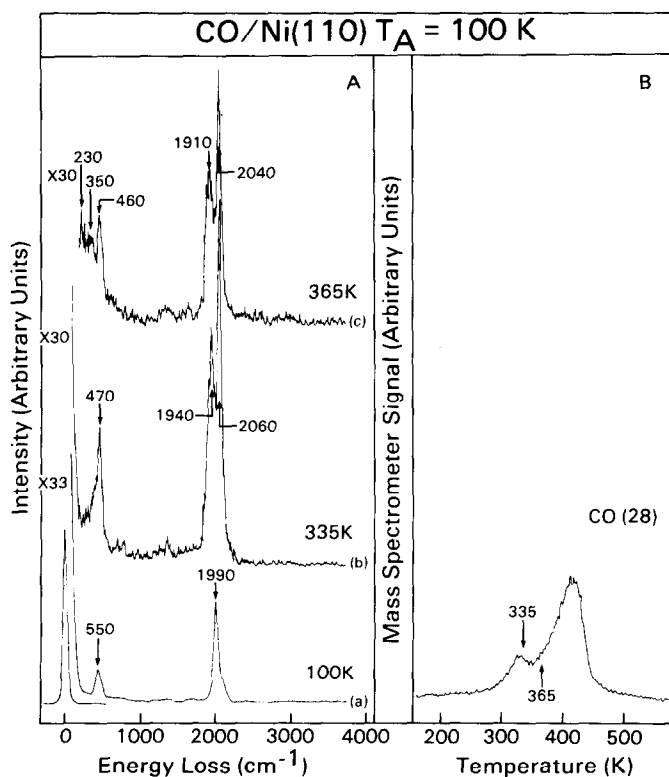 CO/Ni(110) TA = 100 K
A
B
1910
230
X30
350
2040
460
365K
(c)
X30
470
1940
2060
X33
335K
(b)
CO (28)
1990
550
335
100K
365
(a)
Intensity (Arbitrary Units)
Mass Spectrometer Signal (Arbitrary Units)
0 1000 2000 3000 4000
200 300 400 500
Energy Loss (cm-1)
Temperature (K)